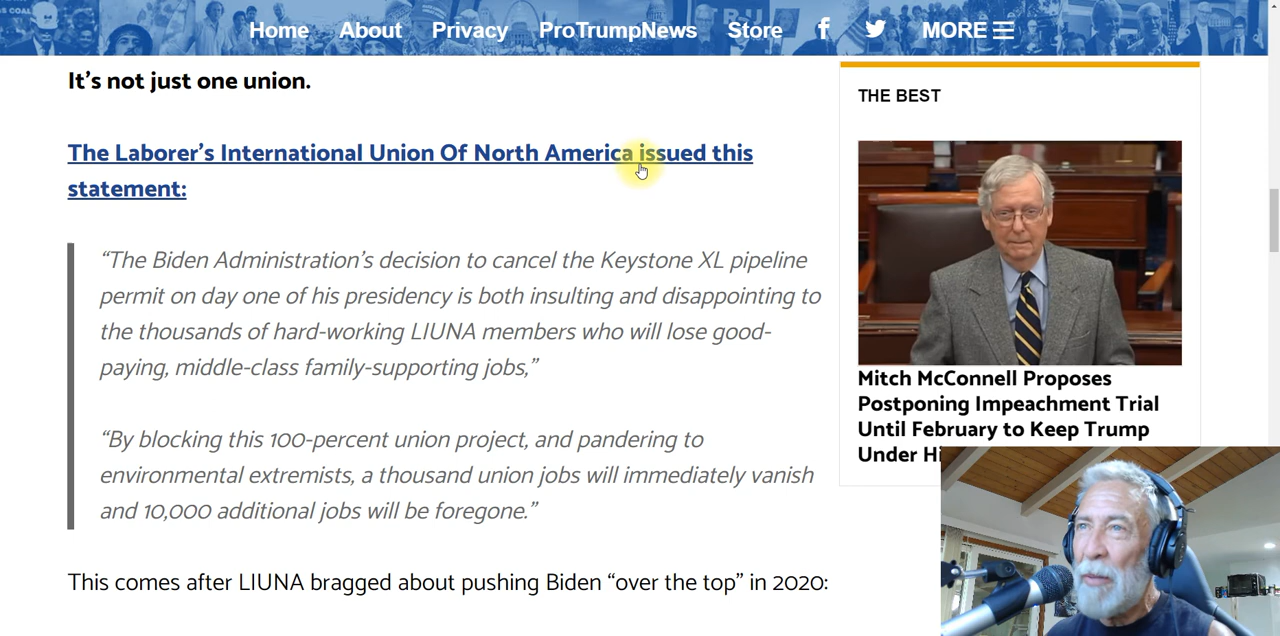 Home About Privacy ProTrumpNews Store f MORE
It's not just one union.
THE BEST
The Laborer's International Union Of North America issued this
statement:
“The Biden Administration's decision to cancel the Keystone XL pipeline
permit on day one of his presidency is both insulting and disappointing to
the thousands of hard-working LIUNA members who will lose good-
paying, middle-class family-supporting jobs,”
“By blocking this 100-percent union project, and pandering to
environmental extremists, a thousand union jobs will immediately vanish
and 10,000 additional jobs will be foregone.”
This comes after LIUNA bragged about pushing Biden “over the top” in 2020:
Mitch McConnell Proposes
Postponing Impeachment Trial
Until February to Keep Trump
Under Hi